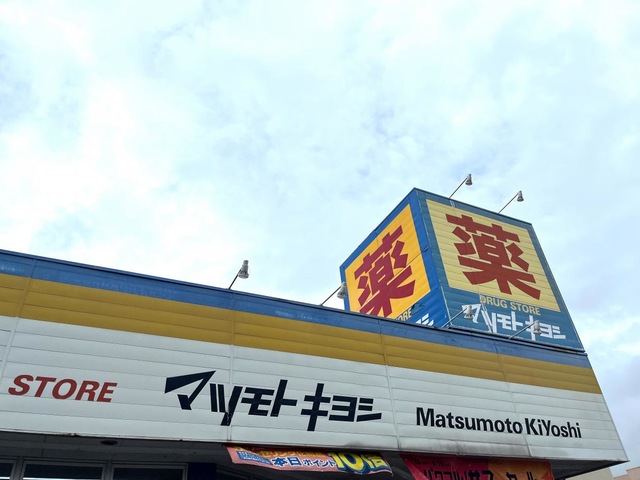 薬
薬
DRUG STORE
マツモトキヨシ
STORE
マツモトキヨシ
Matsumoto KiYoshi
本日ポイント10倍